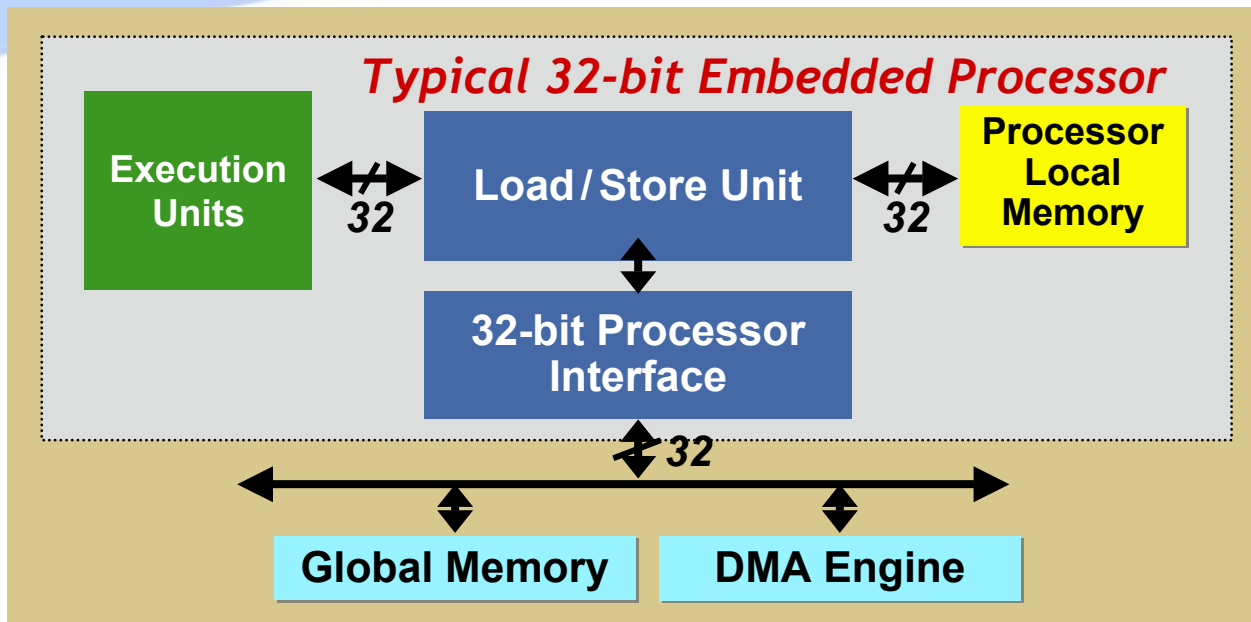 Typical 32-bit Embedded Processor
Execution
Units
32
Load/Store Unit
32
Processor
Local
Memory
32-bit Processor
Interface
32
Global Memory
DMA Engine